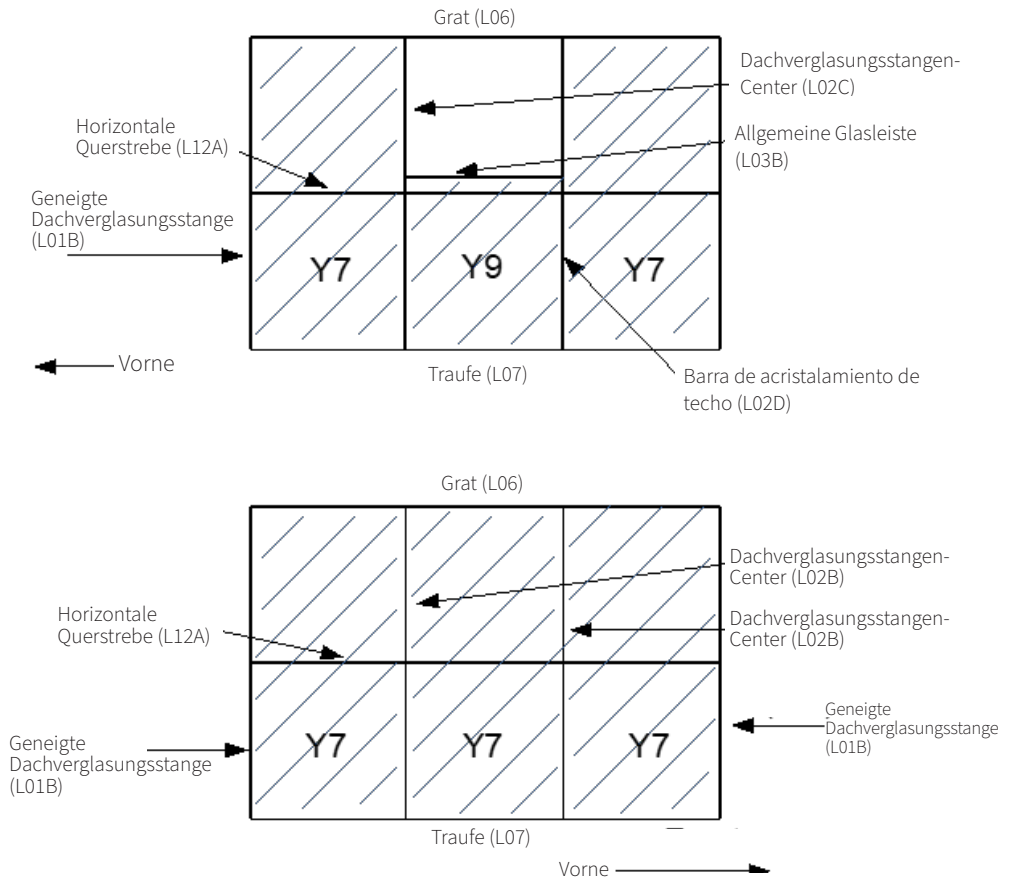 Grat (L06)
Dachverglasungsstangen-
Center (L02C)
Horizontale
Querstrebe (L12A)
Allgemeine Glasleiste
(L03B)
Geneigte
Dachverglasungsstange
(L01B)
Y7
Y9
Y7
Vorne
Traufe (L07)
Barra de acristalamiento de
techo (L02D)
Grat (L06)
Dachverglasungsstangen-
Center (L02B)
Horizontale
Querstrebe (L12A)
Dachverglasungsstangen-
Center (L02B)
Geneigte
Dachverglasungsstange
(L01B)
Y7
Y7
Y7
Geneigte
Dachverglasungsstange
(L01B)
Traufe (L07)
Vorne